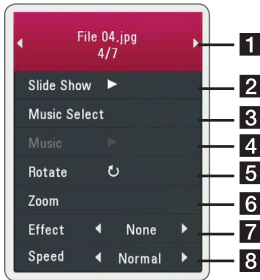 File 04.jpg 1
4/7
Slide Show 2
Music Select 3
Music 4
Rotate 5
Zoom 6
Effect None 7
Speed Normal 8